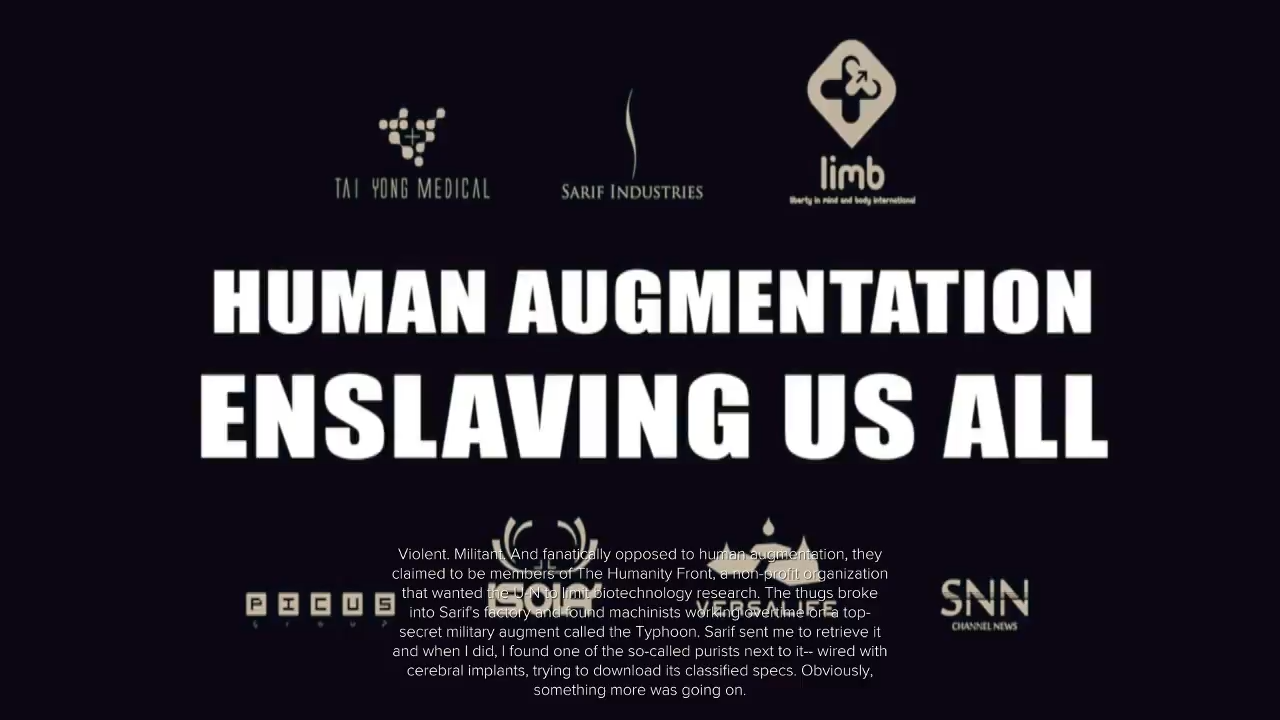 TAI YONG MEDICAL
SARIF INDUSTRIES
limb
liberty in mind and body international
HUMAN AUGMENTATION
ENSLAVING US ALL
Violent. Militant. And fanatically opposed to human augmentation, they
claimed to be members of The Humanity Front, a non-profit organization
that wanted the U-N to limit biotechnology research. The thugs broke
into Sarif's factory and found machinists working overtime on a top-
secret military augment called the Typhoon. Sarif sent me to retrieve it
and when I did, I found one of the so-called purists next to it-- wired with
cerebral implants, trying to download its classified specs. Obviously,
something more was going on.
PICUS
GROUP
VERSALIFE
SNN
CHANNEL NEWS